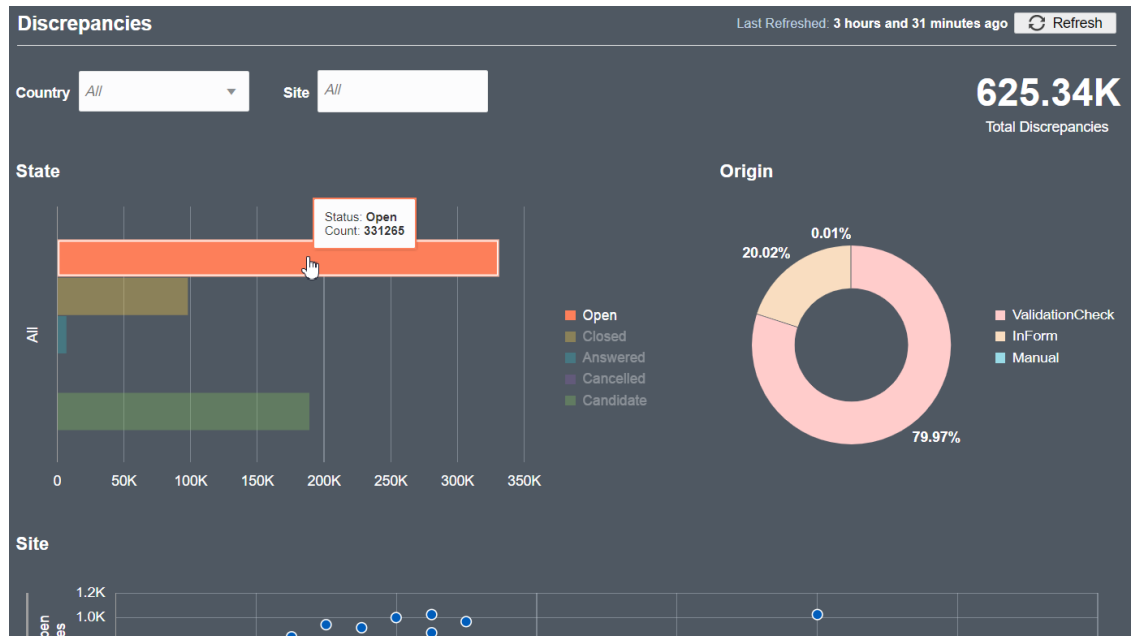 Discrepancies
Last Refreshed: 3 hours and 31 minutes ago
Refresh
Country
All
Site
All
625.34K
Total Discrepancies
State
Status: Open
Count: 331265
All
0 50K 100K 150K 200K 250K 300K 350K
Open
Closed
Answered
Cancelled
Candidate
Origin
0.01%
20.02%
79.97%
ValidationCheck
InForm
Manual
Site
1.2K
1.0K